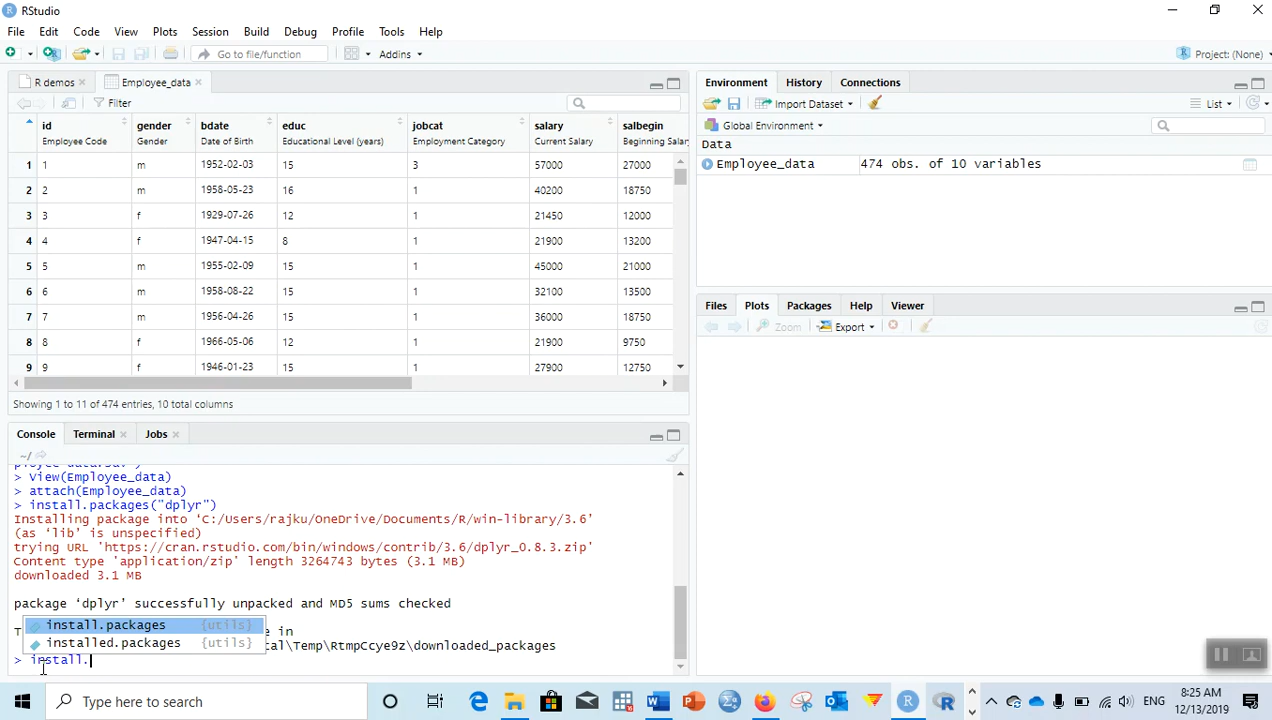 RStudio
File Edit Code View Plots Session Build Debug Profile Tools Help
Go to file/function Addins Project: (None)
R demos Employee_data
Filter
id gender bdate educ jobcat salary salbegin
Employee Code Gender Date of Birth Educational Level (years) Employment Category Current Salary Beginning Salary
1 1 m 1952-02-03 15 3 57000 27000
2 2 m 1958-05-23 16 1 40200 18750
3 3 f 1929-07-26 12 1 21450 12000
4 4 f 1947-04-15 8 1 21900 13200
5 5 m 1955-02-09 15 1 45000 21000
6 6 m 1958-08-22 15 1 32100 13500
7 7 m 1956-04-26 15 1 36000 18750
8 8 f 1966-05-06 12 1 21900 9750
9 9 f 1946-01-23 15 1 27900 12750
Showing 1 to 11 of 474 entries, 10 total columns
Console Terminal Jobs
~/
ployee data.sav")
> View(Employee_data)
> attach(Employee_data)
> install.packages("dplyr")
Installing package into ‘C:/Users/rajku/OneDrive/Documents/R/win-library/3.6’
(as ‘lib’ is unspecified)
trying URL 'https://cran.rstudio.com/bin/windows/contrib/3.6/dplyr_0.8.3.zip'
Content type 'application/zip' length 3264743 bytes (3.1 MB)
downloaded 3.1 MB
package ‘dplyr’ successfully unpacked and MD5 sums checked
install.packages {utils}
T e in
installed.packages {utils}
cal\Temp\RtmpCcye9z\downloaded_packages
> install.
Environment History Connections
Import Dataset List
Global Environment
Data
Employee_data 474 obs. of 10 variables
Files Plots Packages Help Viewer
Zoom Export
Type here to search
ENG 8:25 AM
12/13/2019